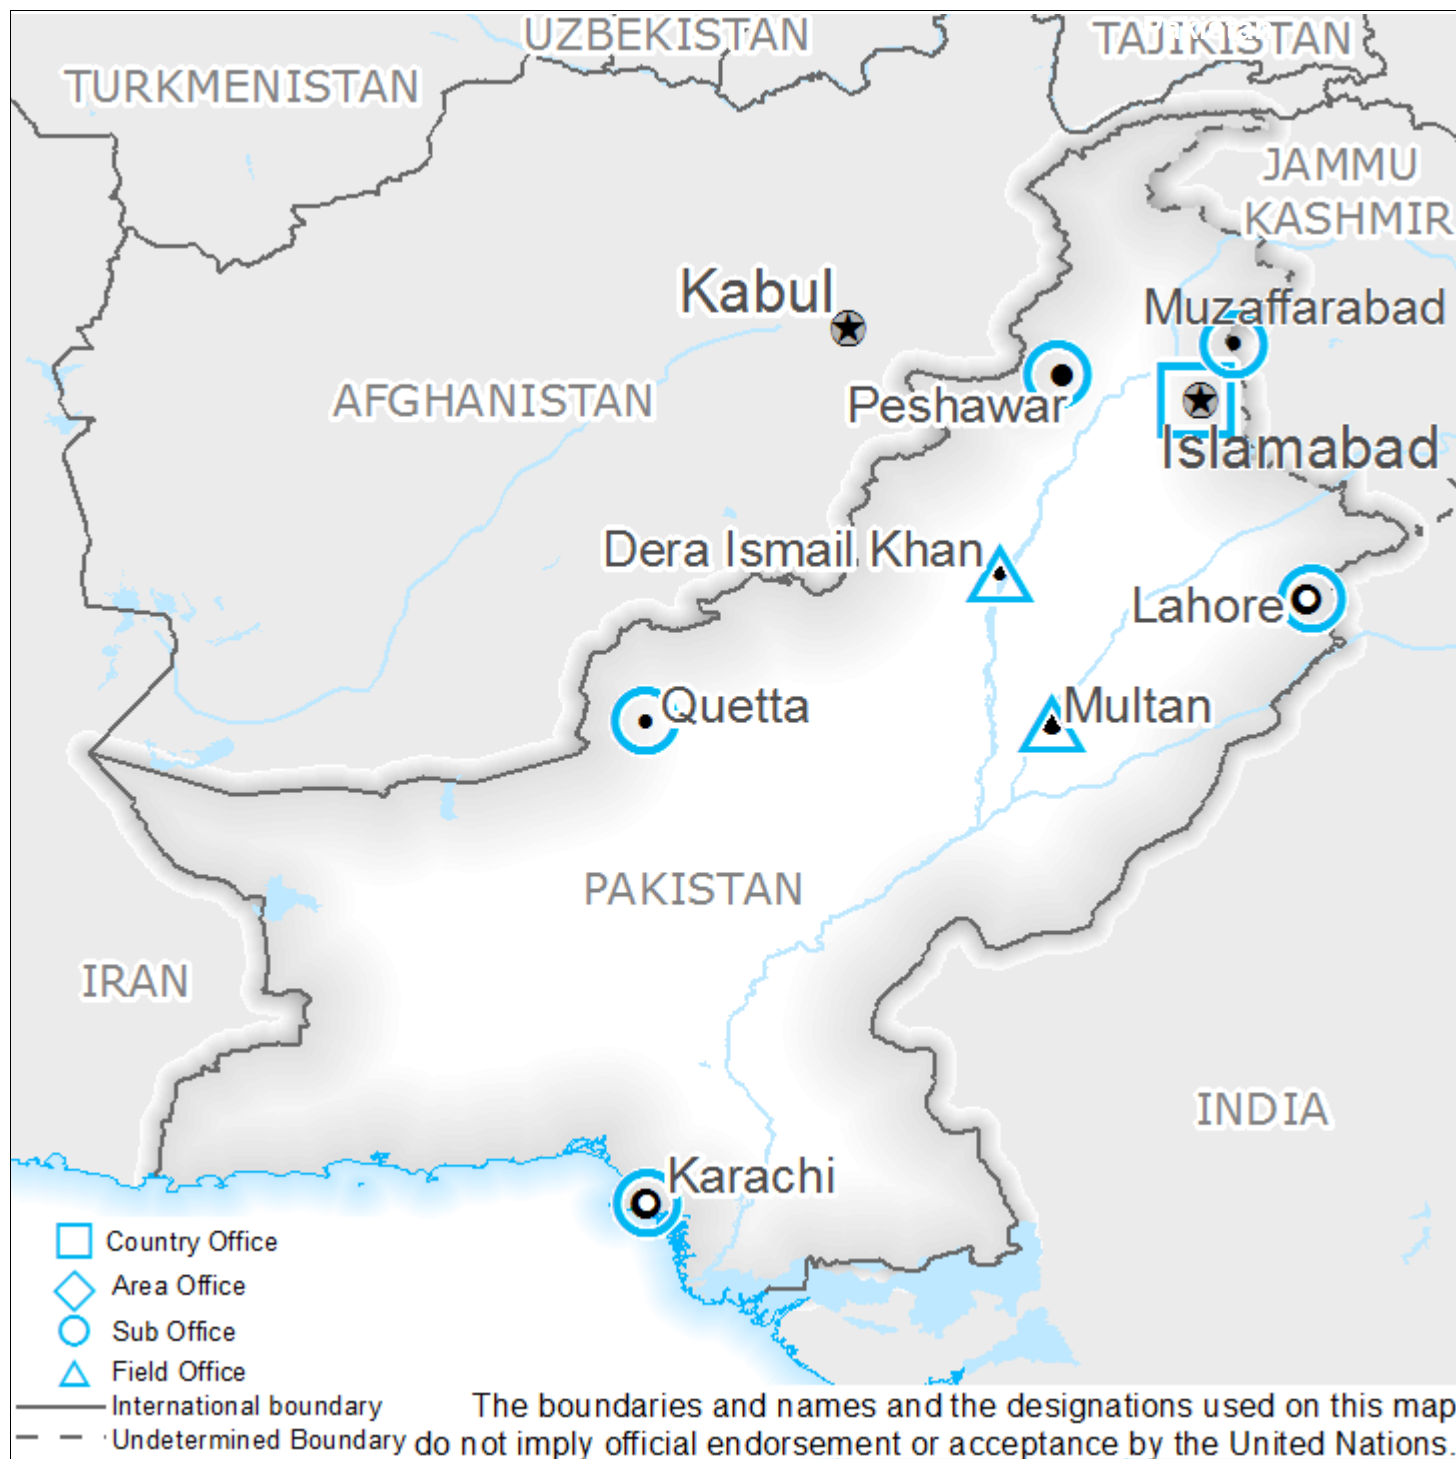 Pakistan
UZBEKISTAN
TAJIKISTAN
TURKMENISTAN
JAMMU
KASHMIR
Kabul
Muzaffarabad
AFGHANISTAN
Peshawar
Islamabad
Dera Ismail Khan
Lahore
Quetta
Multan
PAKISTAN
IRAN
INDIA
Karachi
Country Office
Area Office
Sub Office
Field Office
International boundary
Undetermined Boundary
The boundaries and names and the designations used on this map
do not imply official endorsement or acceptance by the United Nations.